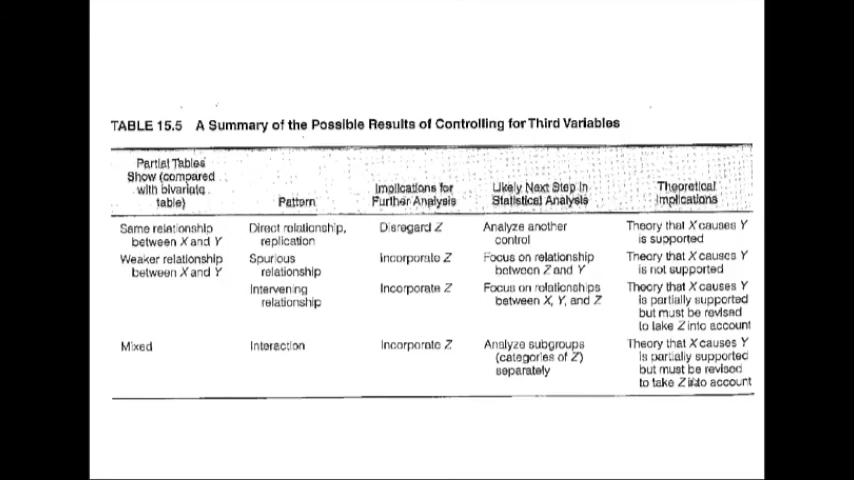 TABLE 15.5 A Summary of the Possible Results of Controlling for Third Variables
Partial Tables
Show (compared
with bivariate
table)
Pattern
Implications for
Further Analysis
Likely Next Step in
Statistical Analysis
Theoretical
Implications
Same relationship
between X and Y
Direct relationship,
replication
Disregard Z
Analyze another
control
Theory that X causes Y
is supported
Weaker relationship
between X and Y
Spurious
relationship
Incorporate Z
Focus on relationship
between Z and Y
Theory that X causes Y
is not supported
Intervening
relationship
Incorporate Z
Focus on relationships
between X, Y, and Z
Theory that X causes Y
is partially supported
but must be revised
to take Z into account
Mixed
Interaction
Incorporate Z
Analyze subgroups
(categories of Z)
separately
Theory that X causes Y
is partially supported
but must be revised
to take Z into account